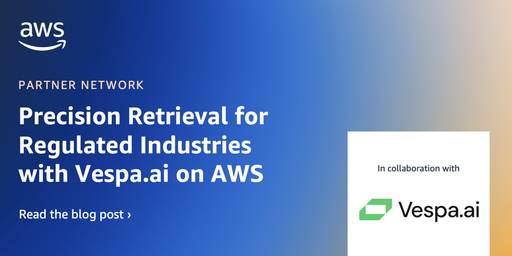 aws
PARTNER NETWORK
Precision Retrieval for
Regulated Industries
with Vespa.ai on AWS
Read the blog post ›
In collaboration with
Vespa.ai